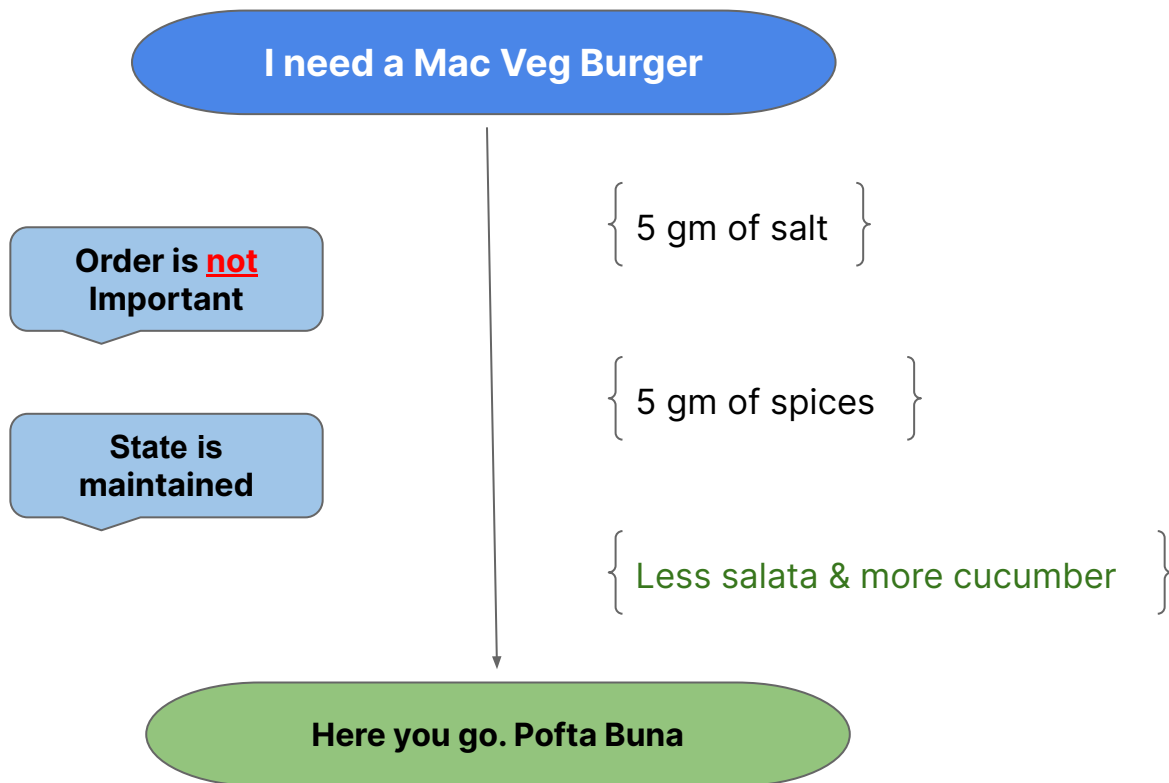 I need a Mac Veg Burger
5 gm of salt
Order is not
Important
5 gm of spices
State is
maintained
Less salata & more cucumber
Here you go. Pofta Buna